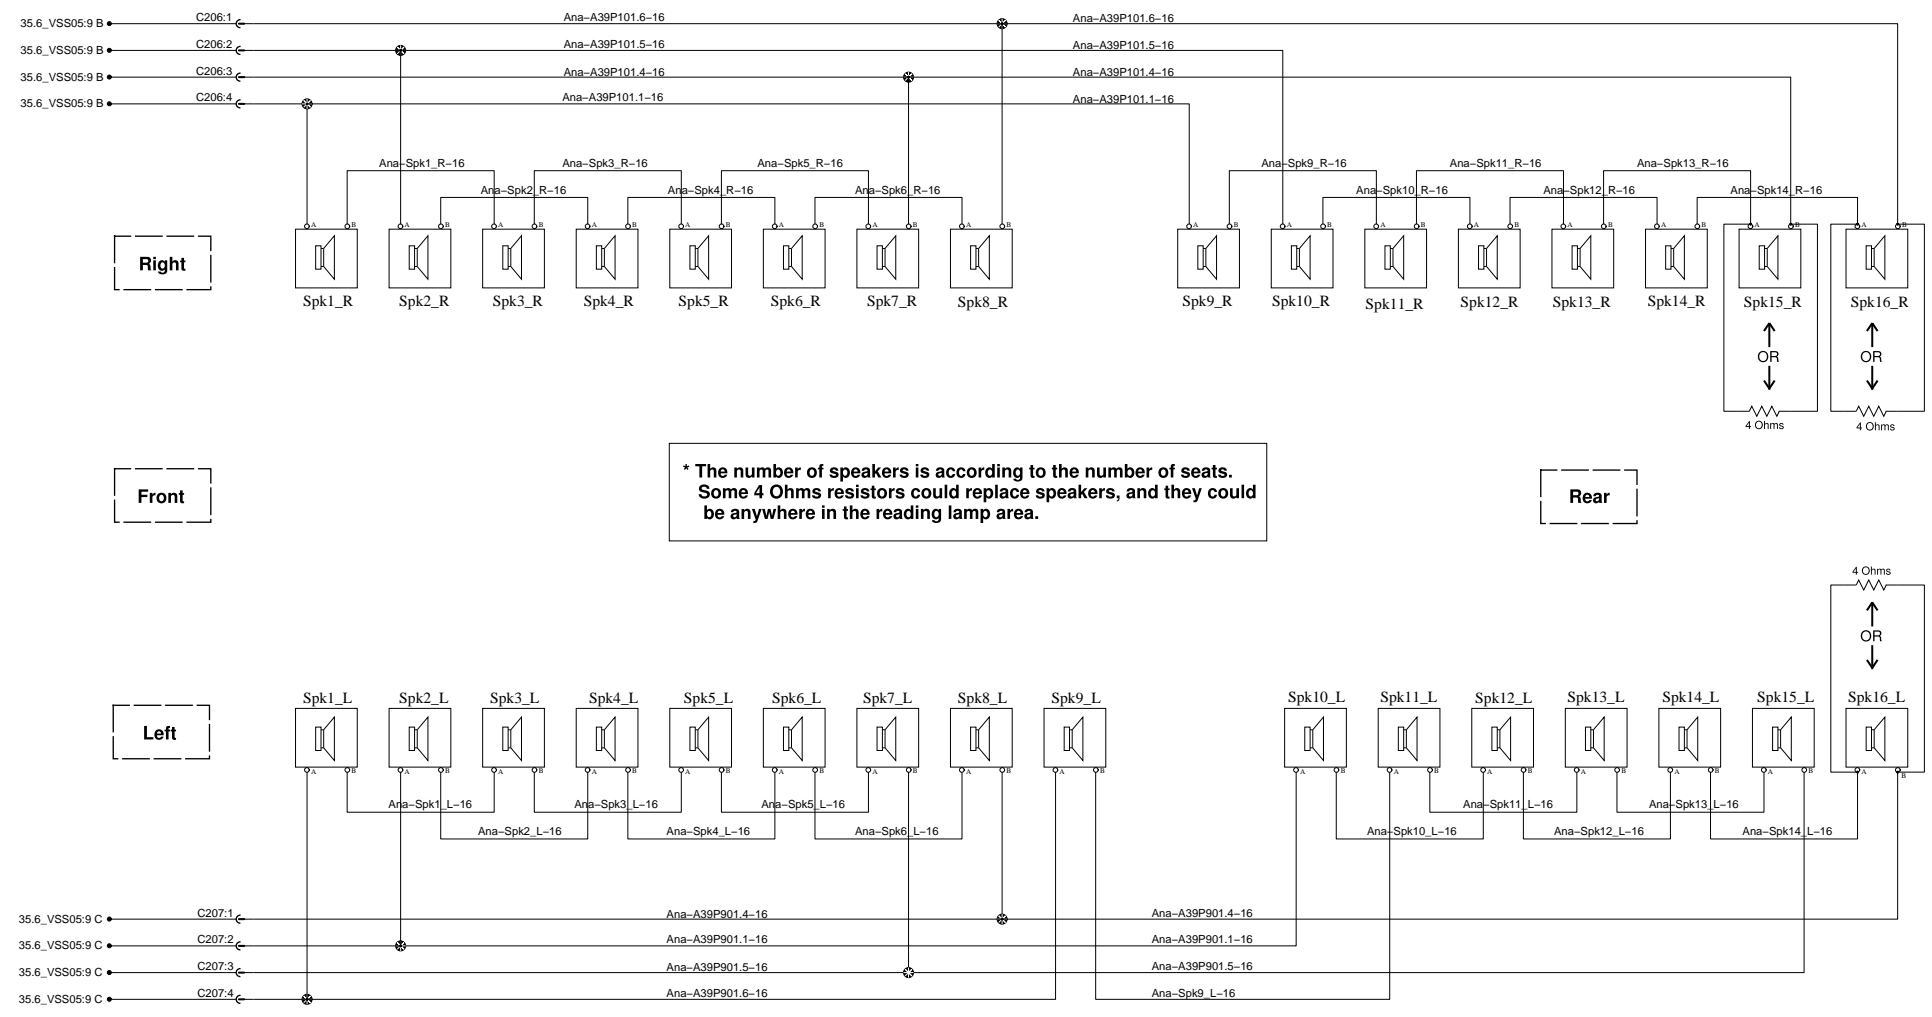 35.6_VSS05:9 B C206:1 Ana–A39P101.6–16 Ana–A39P101.6–16
35.6_VSS05:9 B C206:2 Ana–A39P101.5–16 Ana–A39P101.5–16
35.6_VSS05:9 B C206:3 Ana–A39P101.4–16 Ana–A39P101.4–16
35.6_VSS05:9 B C206:4 Ana–A39P101.1–16 Ana–A39P101.1–16
Ana–Spk1_R–16 Ana–Spk3_R–16 Ana–Spk5_R–16 Ana–Spk9_R–16 Ana–Spk11_R–16 Ana–Spk13_R–16
Ana–Spk2_R–16 Ana–Spk4_R–16 Ana–Spk6_R–16 Ana–Spk10_R–16 Ana–Spk12_R–16 Ana–Spk14_R–16
A B A B A B A B A B A B A B A B A B A B A B A B A B A B A B A B
Right
Spk1_R Spk2_R Spk3_R Spk4_R Spk5_R Spk6_R Spk7_R Spk8_R Spk9_R Spk10_R Spk11_R Spk12_R Spk13_R Spk14_R Spk15_R Spk16_R
OR OR
4 Ohms 4 Ohms
* The number of speakers is according to the number of seats.
Some 4 Ohms resistors could replace speakers, and they could
be anywhere in the reading lamp area.
Front
Rear
4 Ohms
OR
Spk1_L Spk2_L Spk3_L Spk4_L Spk5_L Spk6_L Spk7_L Spk8_L Spk9_L Spk10_L Spk11_L Spk12_L Spk13_L Spk14_L Spk15_L Spk16_L
Left
A B A B A B A B A B A B A B A B A B A B A B A B A B A B A B A B
Ana–Spk1_L–16 Ana–Spk3_L–16 Ana–Spk5_L–16 Ana–Spk11_L–16 Ana–Spk13_L–16
Ana–Spk2_L–16 Ana–Spk4_L–16 Ana–Spk6_L–16 Ana–Spk10_L–16 Ana–Spk12_L–16 Ana–Spk14_L–16
35.6_VSS05:9 C C207:1 Ana–A39P901.4–16 Ana–A39P901.4–16
35.6_VSS05:9 C C207:2 Ana–A39P901.1–16 Ana–A39P901.1–16
35.6_VSS05:9 C C207:3 Ana–A39P901.5–16 Ana–A39P901.5–16
35.6_VSS05:9 C C207:4 Ana–A39P901.6–16 Ana–Spk9_L–16